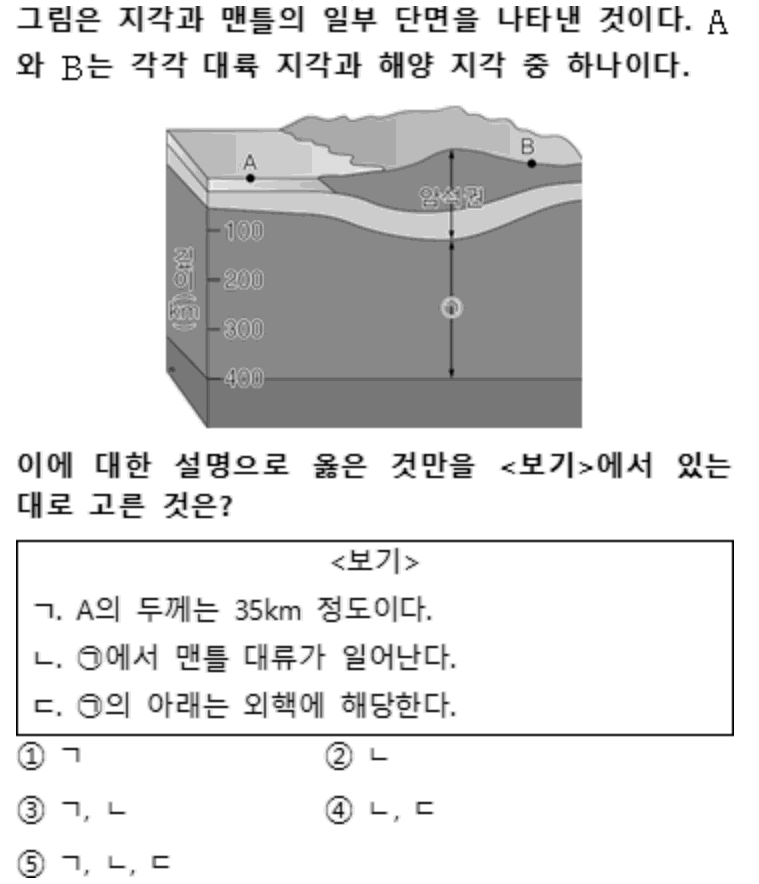 그림은 지각과 맨틀의 일부 단면을 나타낸 것이다. A
와 B는 각각 대륙 지각과 해양 지각 중 하나이다.
A
B
암석권
100
200
300
400
깊이(km)
㉠
이에 대한 설명으로 옳은 것만을 <보기>에서 있는
대로 고른 것은?
<보기>
ㄱ. A의 두께는 35km 정도이다.
ㄴ. ㉠에서 맨틀 대류가 일어난다.
ㄷ. ㉠의 아래는 외핵에 해당한다.
① ㄱ ② ㄴ
③ ㄱ, ㄴ ④ ㄴ, ㄷ
⑤ ㄱ, ㄴ, ㄷ